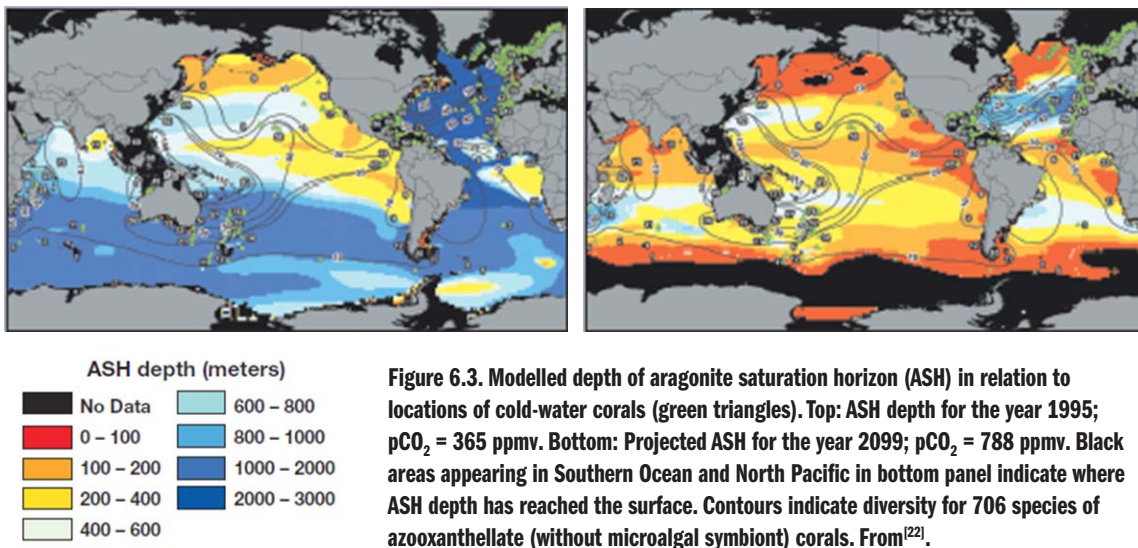 ASH depth (meters)
No Data
0 – 100
100 – 200
200 – 400
400 – 600
600 – 800
800 – 1000
1000 – 2000
2000 – 3000
Figure 6.3. Modelled depth of aragonite saturation horizon (ASH) in relation to
locations of cold-water corals (green triangles). Top: ASH depth for the year 1995;
pCO₂ = 365 ppmv. Bottom: Projected ASH for the year 2099; pCO₂ = 788 ppmv. Black
areas appearing in Southern Ocean and North Pacific in bottom panel indicate where
ASH depth has reached the surface. Contours indicate diversity for 706 species of
azooxanthellate (without microalgal symbiont) corals. From[22].